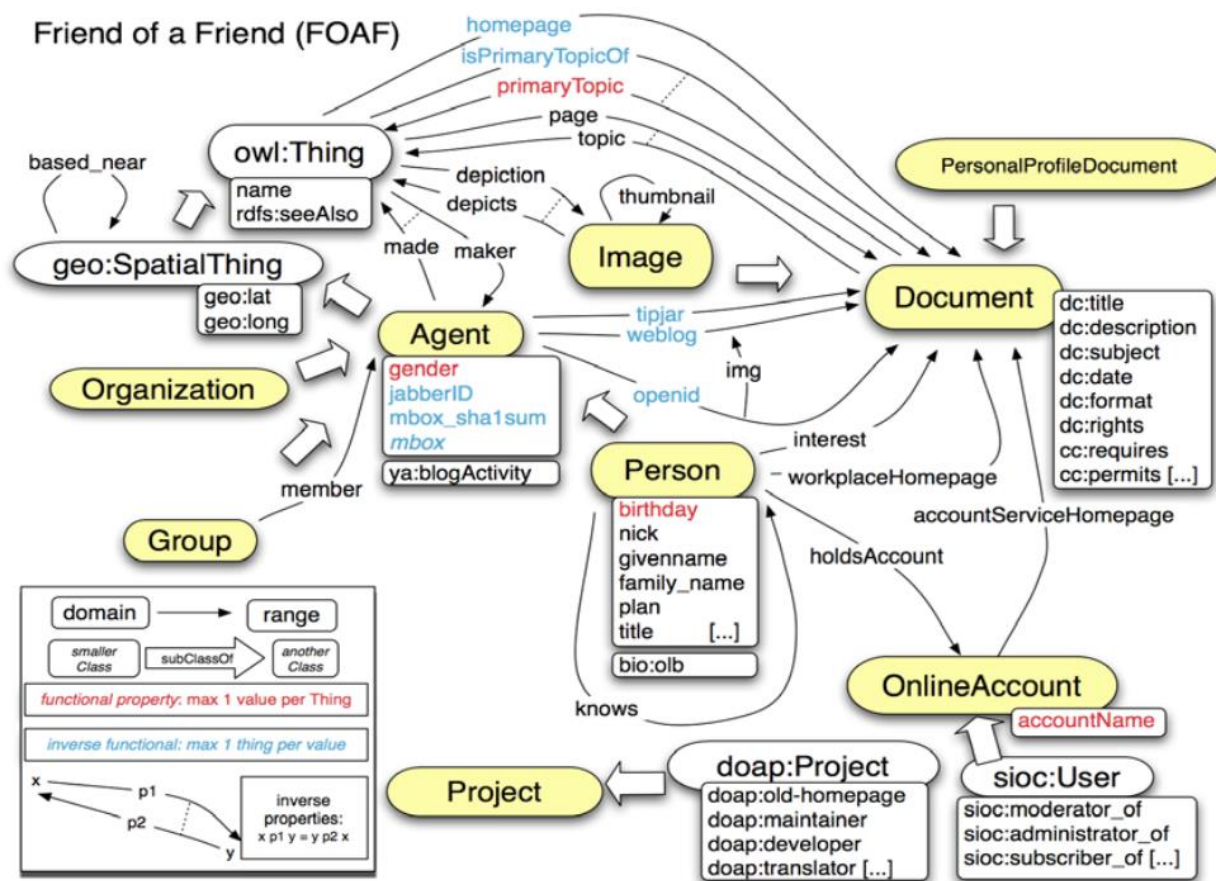 Friend of a Friend (FOAF)
homepage
isPrimaryTopicOf
primaryTopic
page
topic
owl:Thing
name
rdfs:seeAlso
based_near
depiction
depicts
thumbnail
PersonalProfileDocument
geo:SpatialThing
geo:lat
geo:long
made
maker
Image
Document
dc:title
dc:description
dc:subject
dc:date
dc:format
dc:rights
cc:requires
cc:permits [...]
Agent
gender
jabberID
mbox_sha1sum
mbox
ya:blogActivity
tipjar
weblog
img
openid
Organization
member
Group
Person
birthday
nick
givenname
family_name
plan
title [...]
bio:olb
interest
workplaceHomepage
accountServiceHomepage
holdsAccount
knows
OnlineAccount
accountName
sioc:User
sioc:moderator_of
sioc:administrator_of
sioc:subscriber_of [...]
Project
doap:Project
doap:old-homepage
doap:maintainer
doap:developer
doap:translator [...]
domain
range
smaller
Class
subClassOf
another
Class
functional property: max 1 value per Thing
inverse functional: max 1 thing per value
x
p1
p2
y
inverse
properties:
x p1 y = y p2 x